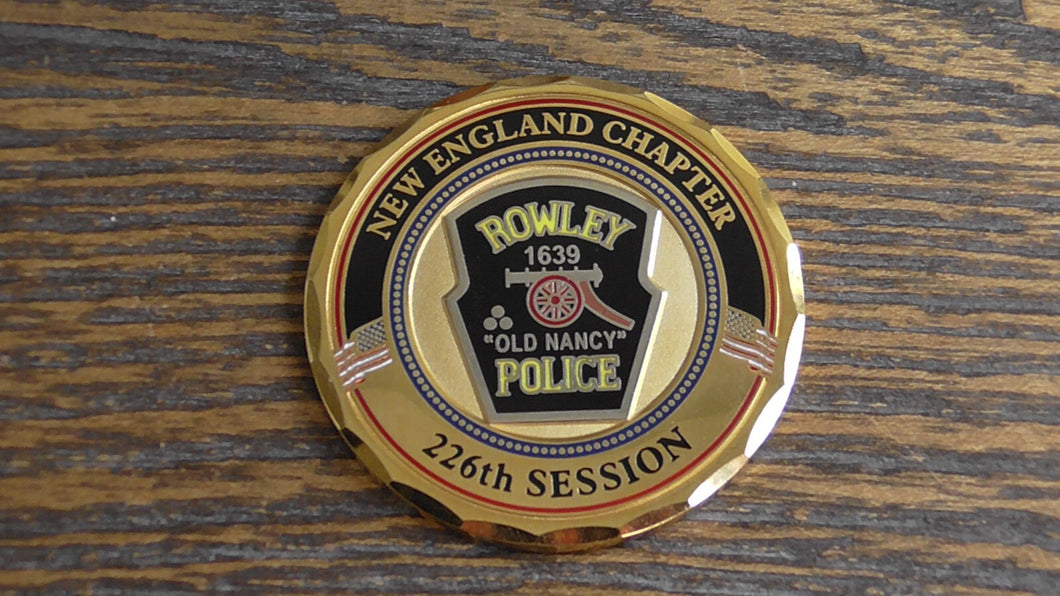 NEW ENGLAND CHAPTER
ROWLEY
1639
"OLD NANCY"
POLICE
226th SESSION